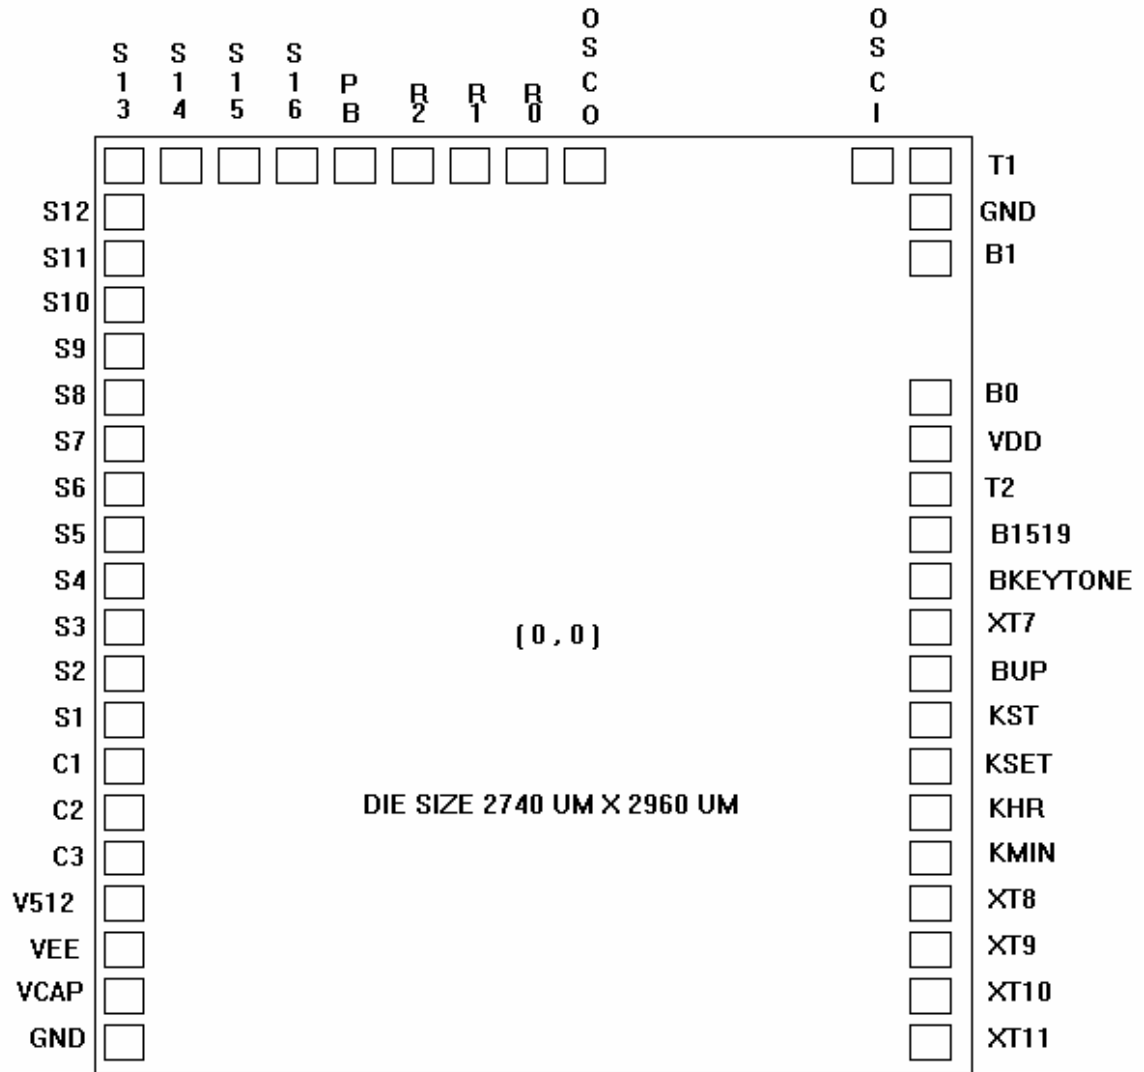 S13
S14
S15
S16
PB
R2
R1
R0
OSCO
OSCI
T1
S12
GND
S11
B1
S10
S9
S8
B0
S7
VDD
S6
T2
S5
B1519
S4
BKEYTONE
S3
(0,0)
XT7
S2
BUP
S1
KST
C1
KSET
C2
DIE SIZE 2740 UM X 2960 UM
KHR
C3
KMIN
V512
XT8
VEE
XT9
VCAP
XT10
GND
XT11